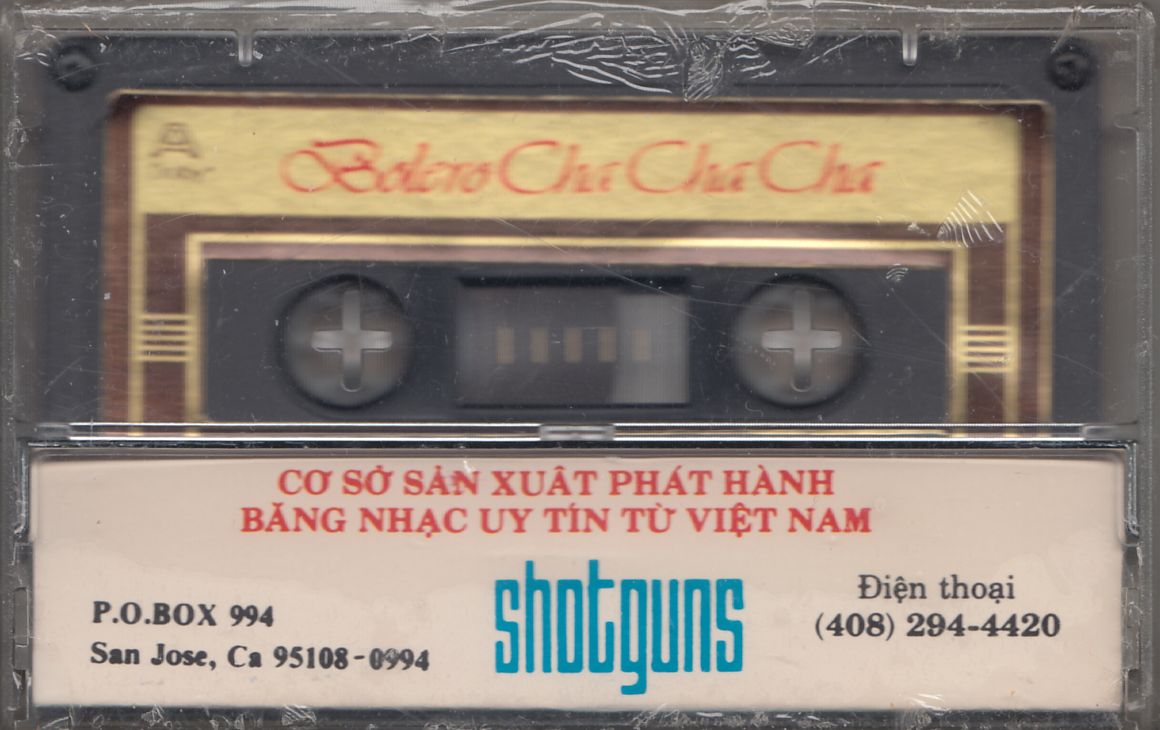 A
Bolero Cha Cha Cha
CƠ SỞ SẢN XUẤT PHÁT HÀNH
BĂNG NHẠC UY TÍN TỪ VIỆT NAM
shotguns
P.O.BOX 994
San Jose, Ca 95108-0994
Điện thoại
(408) 294-4420